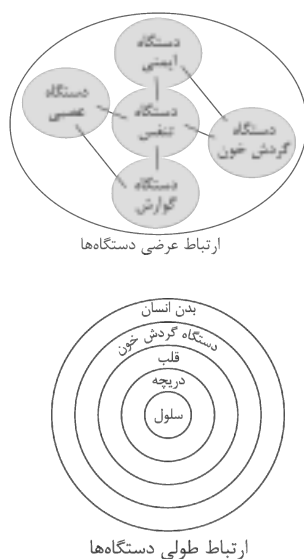 دستگاه
ایمنی
دستگاه
عصبی
دستگاه
تنفس
دستگاه
گردش خون
دستگاه
گوارش
ارتباط عرضی دستگاه‌ها
بدن انسان
دستگاه گردش خون
قلب
دریچه
سلول
ارتباط طولی دستگاه‌ها